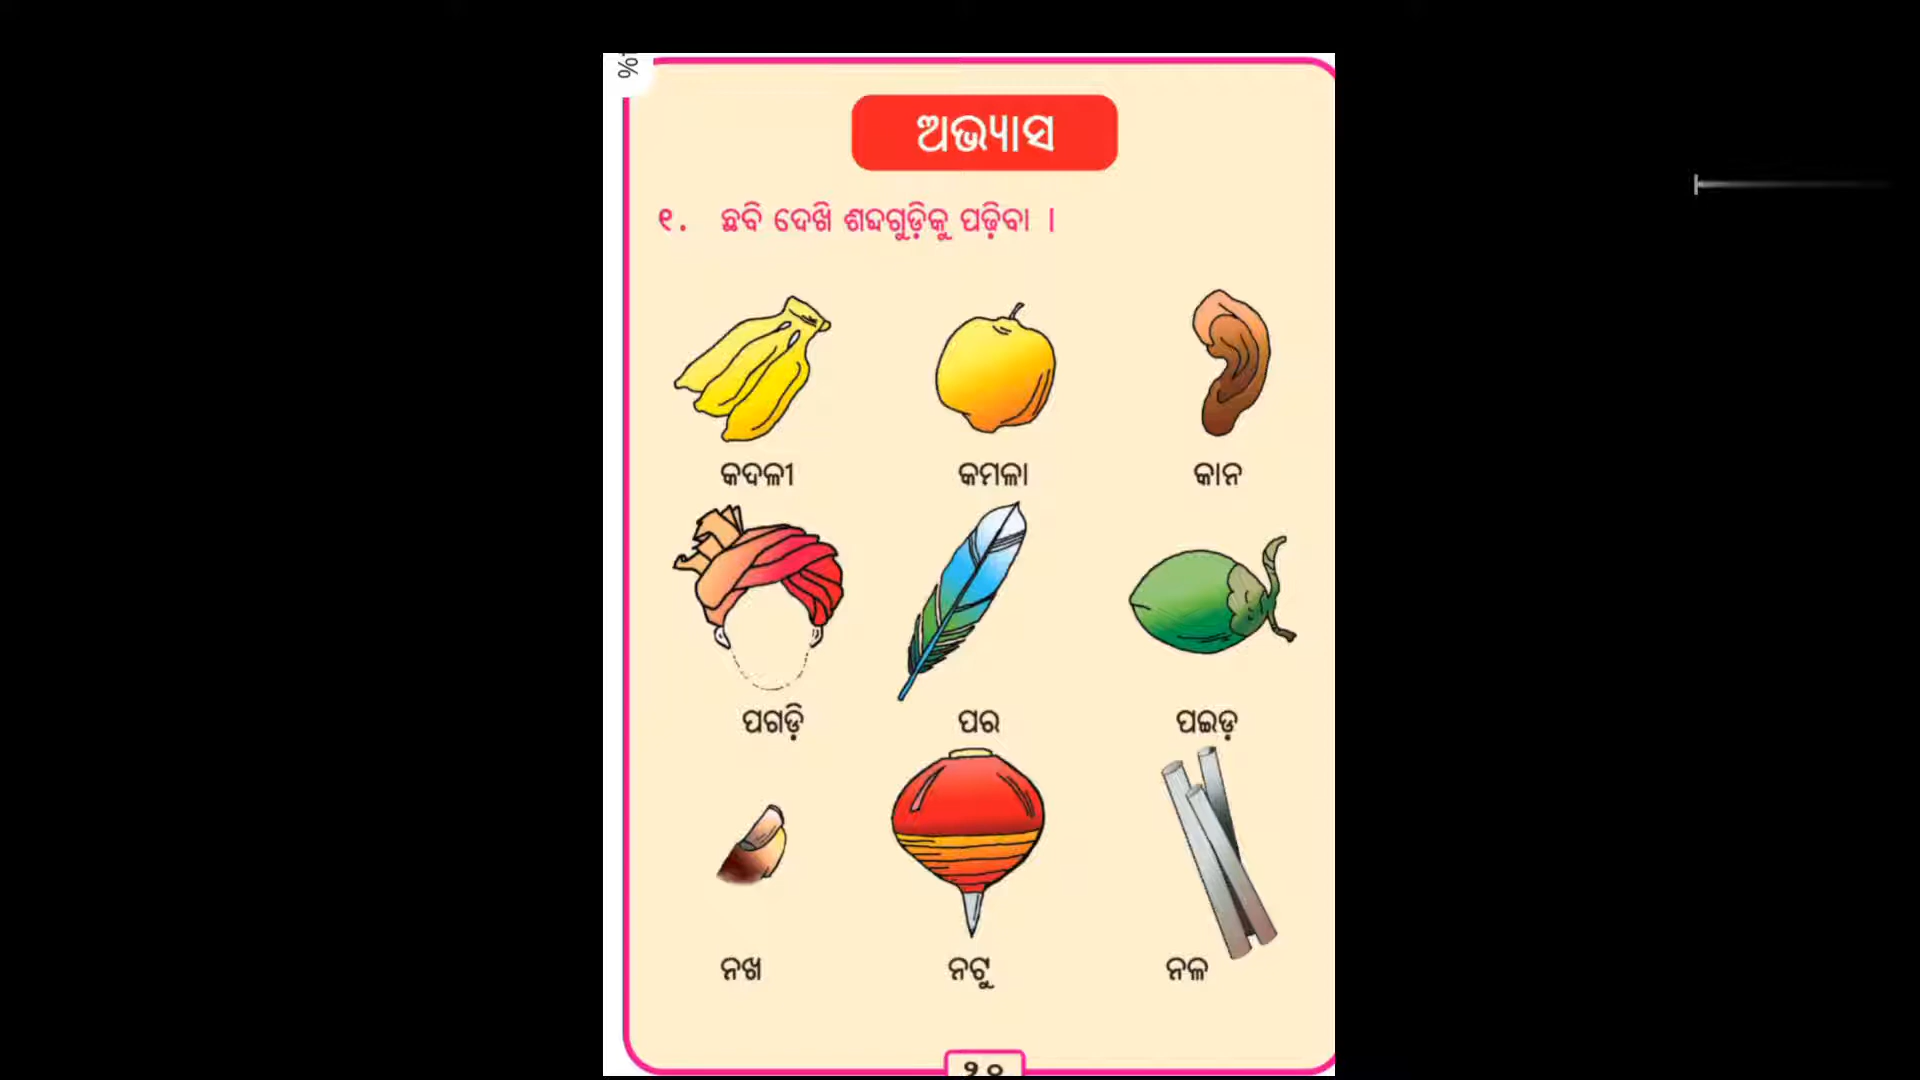 %
ଅଭ୍ୟାସ
୧. ଛବି ଦେଖି ଶବ୍ଦଗୁଡ଼ିକୁ ପଢ଼ିବା ।
କଦଳୀ କମଳା କାନ
ପଗଡ଼ି ପର ପଇଡ଼
ନଖ ନଟୁ ନଳ